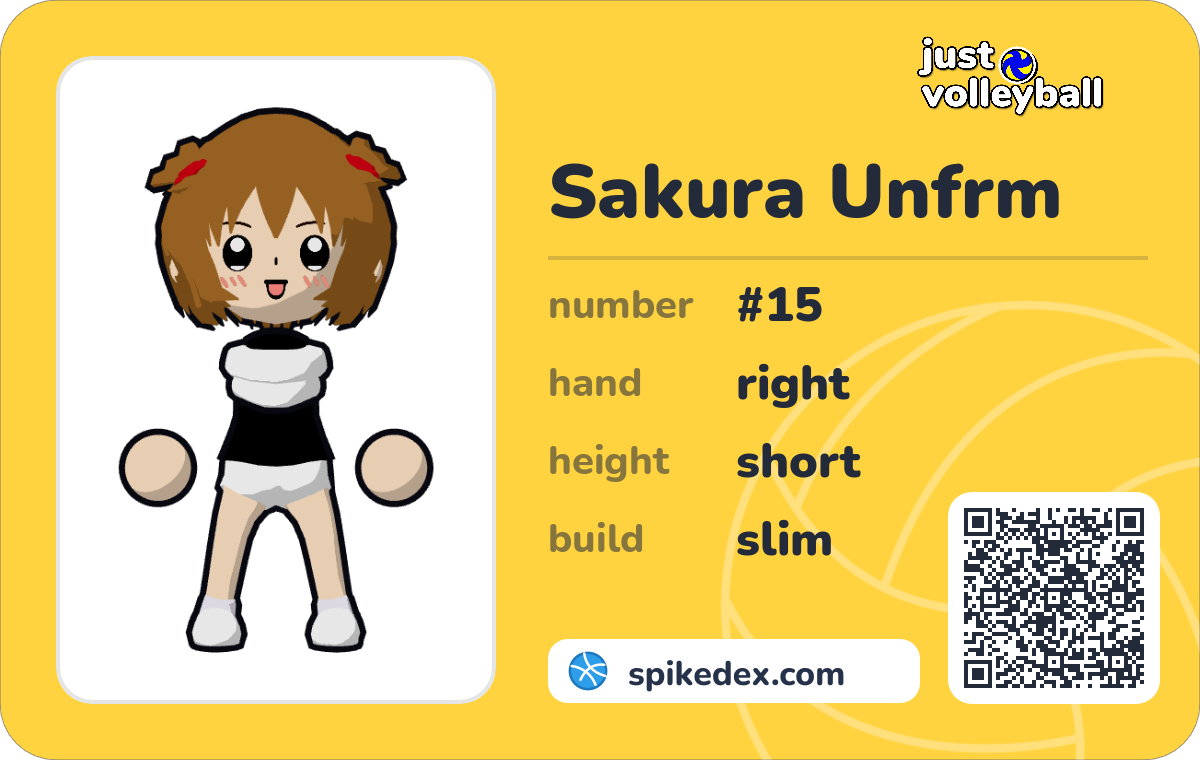 just
volleyball
Sakura Unfrm
number #15
hand right
height short
build slim
spikedex.com